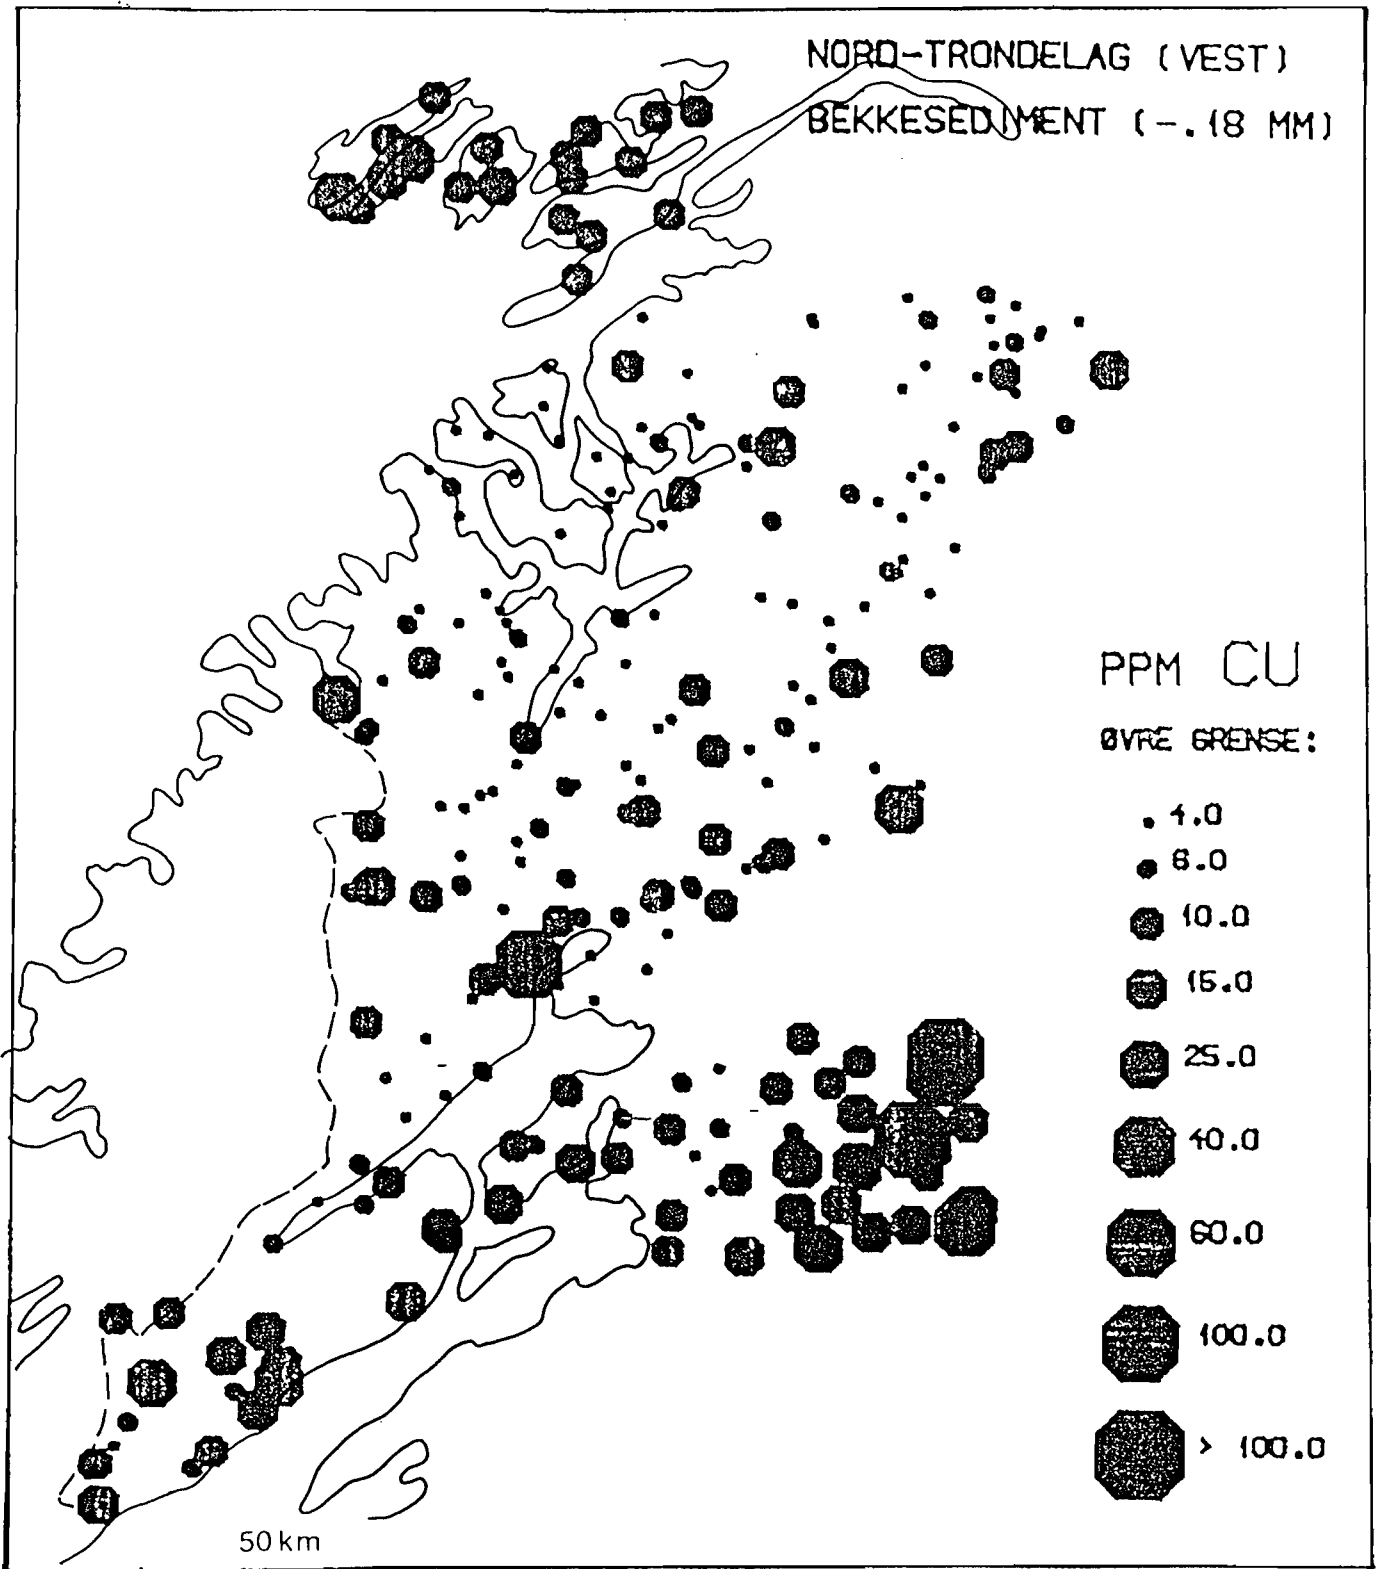 NORD-TRONDELAG (VEST)
BEKKESEDIMENT (-.18 MM)
PPM CU
ØVRE GRENSE:
4.0
6.0
10.0
15.0
25.0
40.0
60.0
100.0
> 100.0
50 km